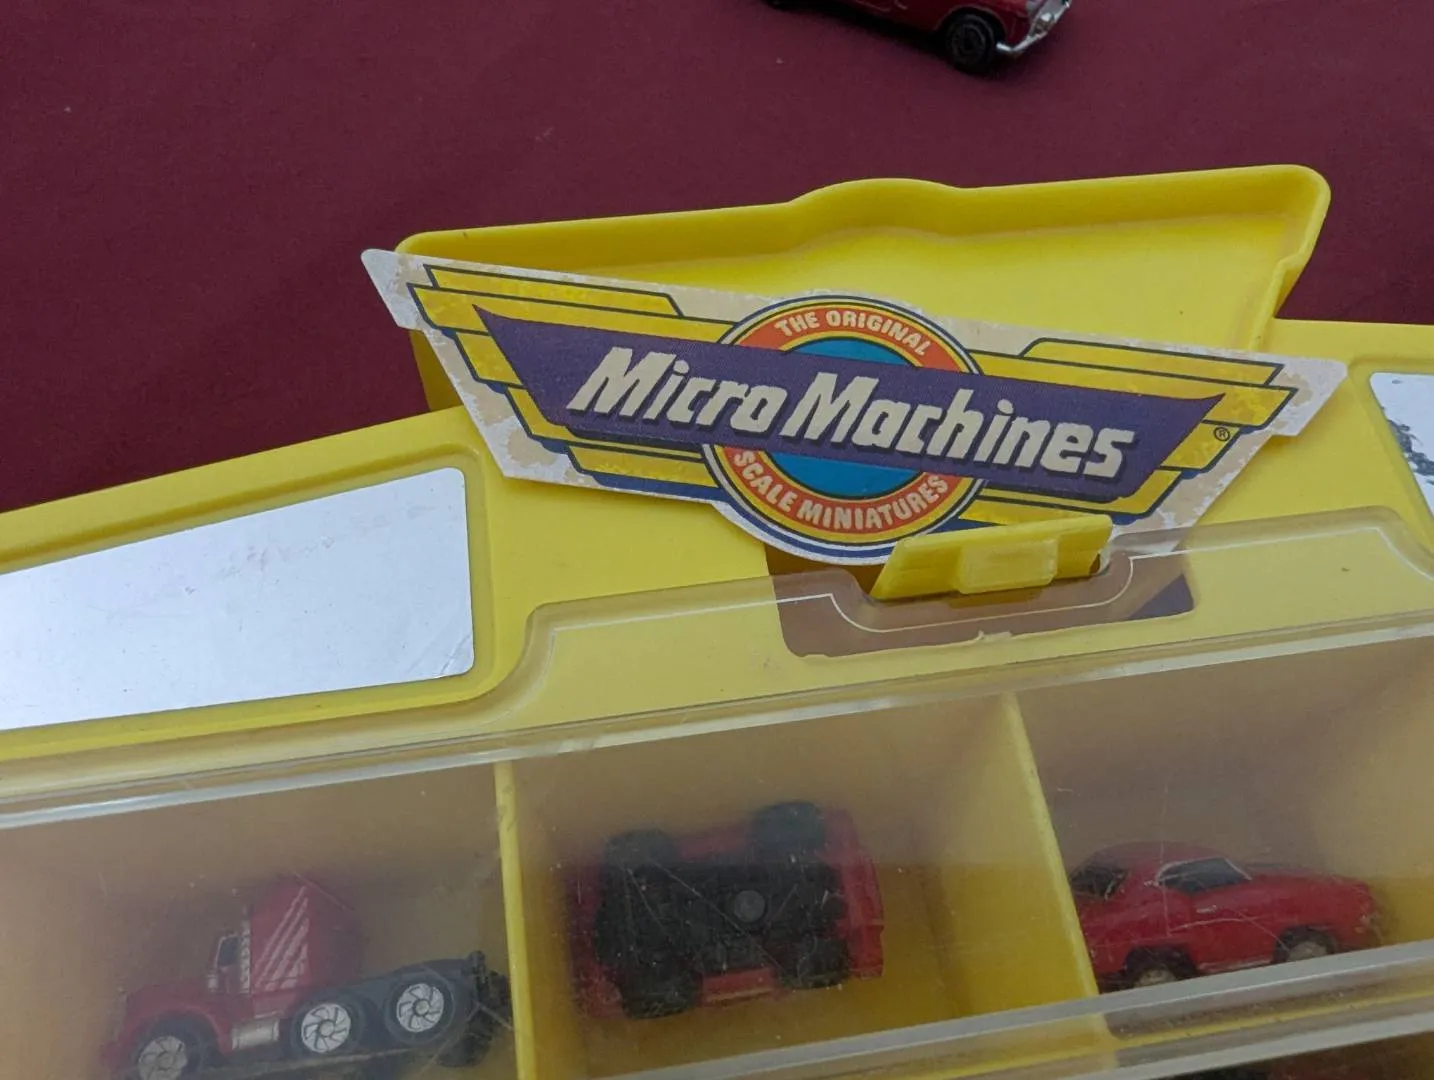 THE ORIGINAL
Micro Machines ®
SCALE MINIATURES